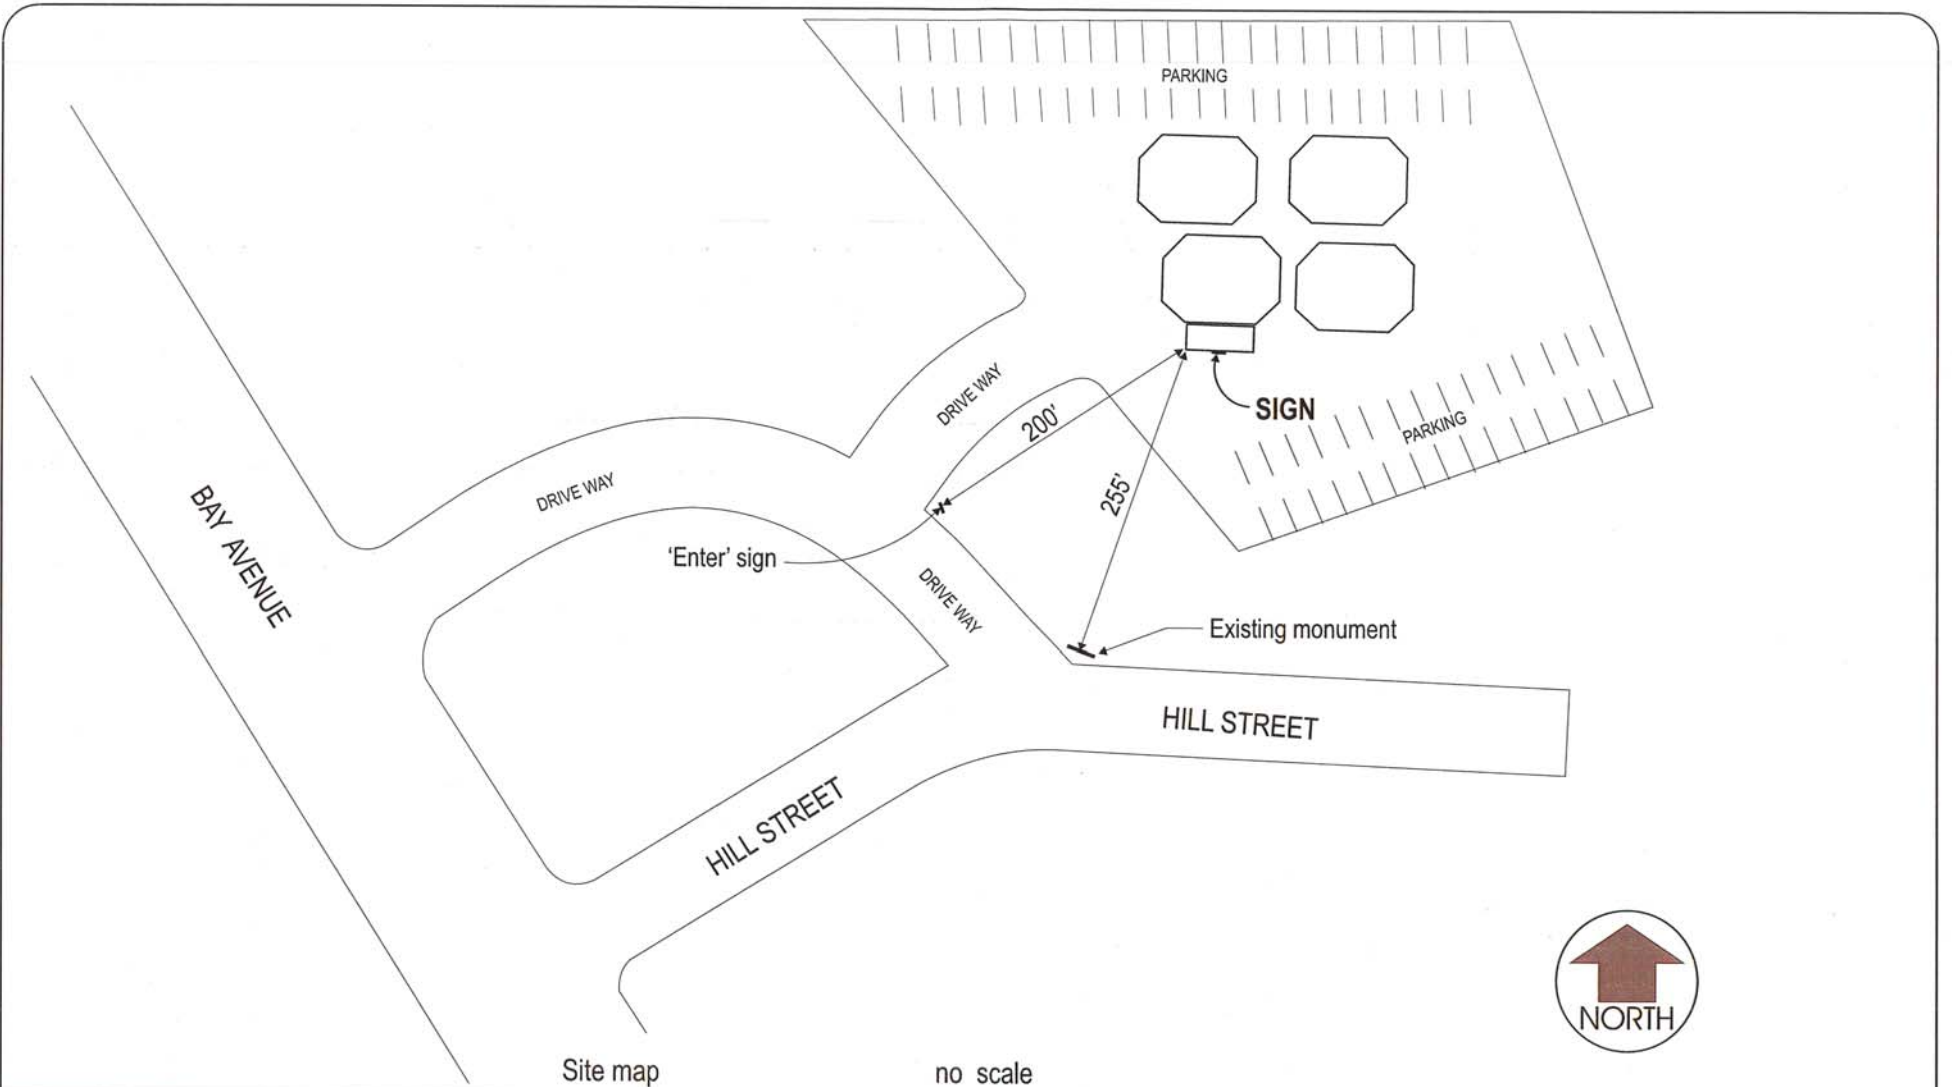 PARKING
DRIVE WAY
200'
SIGN
PARKING
DRIVE WAY
255'
BAY AVENUE
'Enter' sign
DRIVE WAY
Existing monument
HILL STREET
HILL STREET
NORTH
Site map
no scale